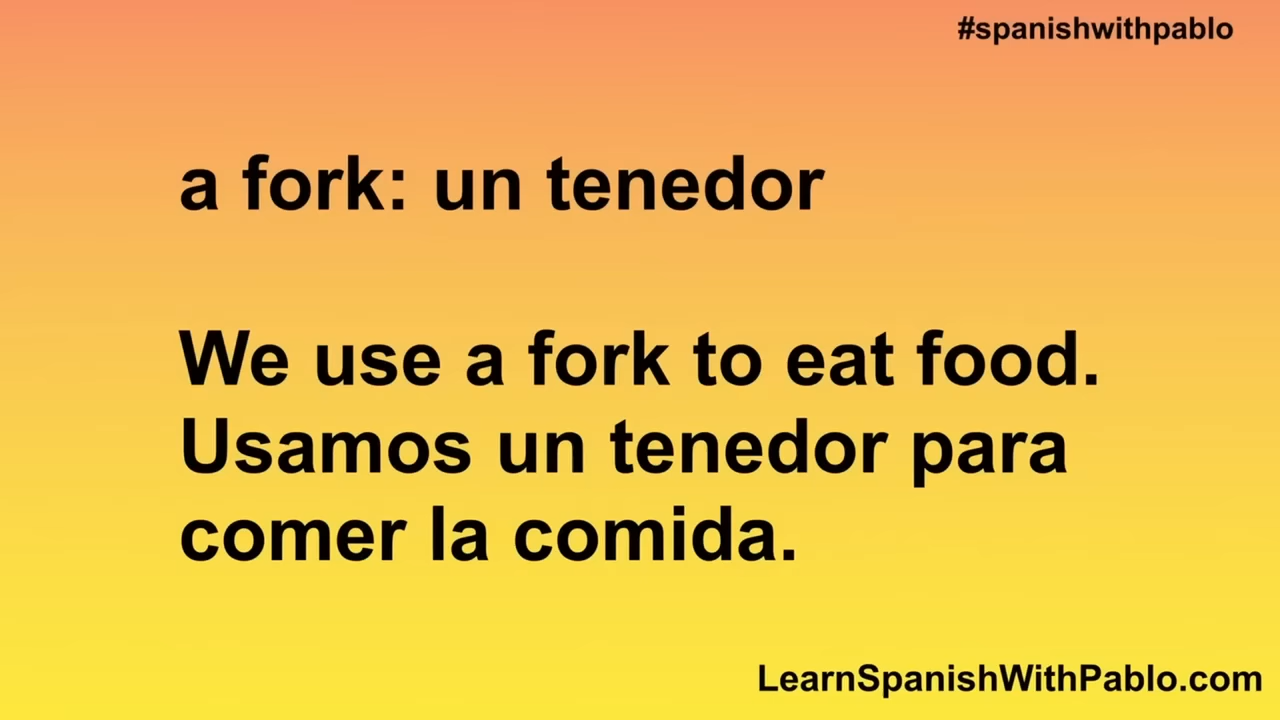 #spanishwithpablo
a fork: un tenedor
We use a fork to eat food.
Usamos un tenedor para
comer la comida.
LearnSpanishWithPablo.com